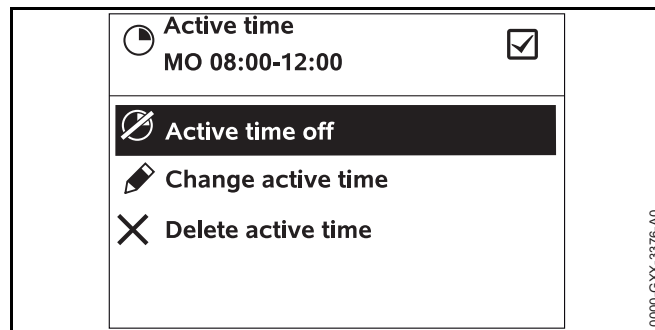 Active time
MO 08:00-12:00
Active time off
Change active time
Delete active time
0000-GXX-3376-A0